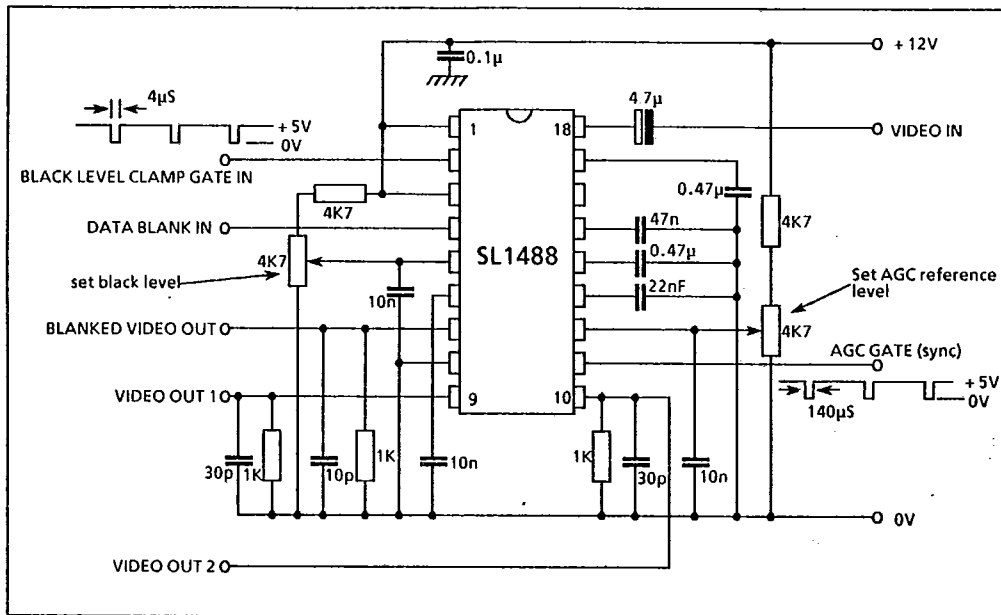 +12V
0.1µ
4µS
4.7µ
+5V
0V
1
18
VIDEO IN
BLACK LEVEL CLAMP GATE IN
0.47µ
4K7
4K7
DATA BLANK IN
47n
SL1488
4K7
0.47µ
set black level
Set AGC reference
level
10n
22nF
4K7
BLANKED VIDEO OUT
AGC GATE (sync)
VIDEO OUT 1
9
10
+5V
0V
140µS
30p
1K
10p
1K
10n
1K
30p
10n
0V
VIDEO OUT 2